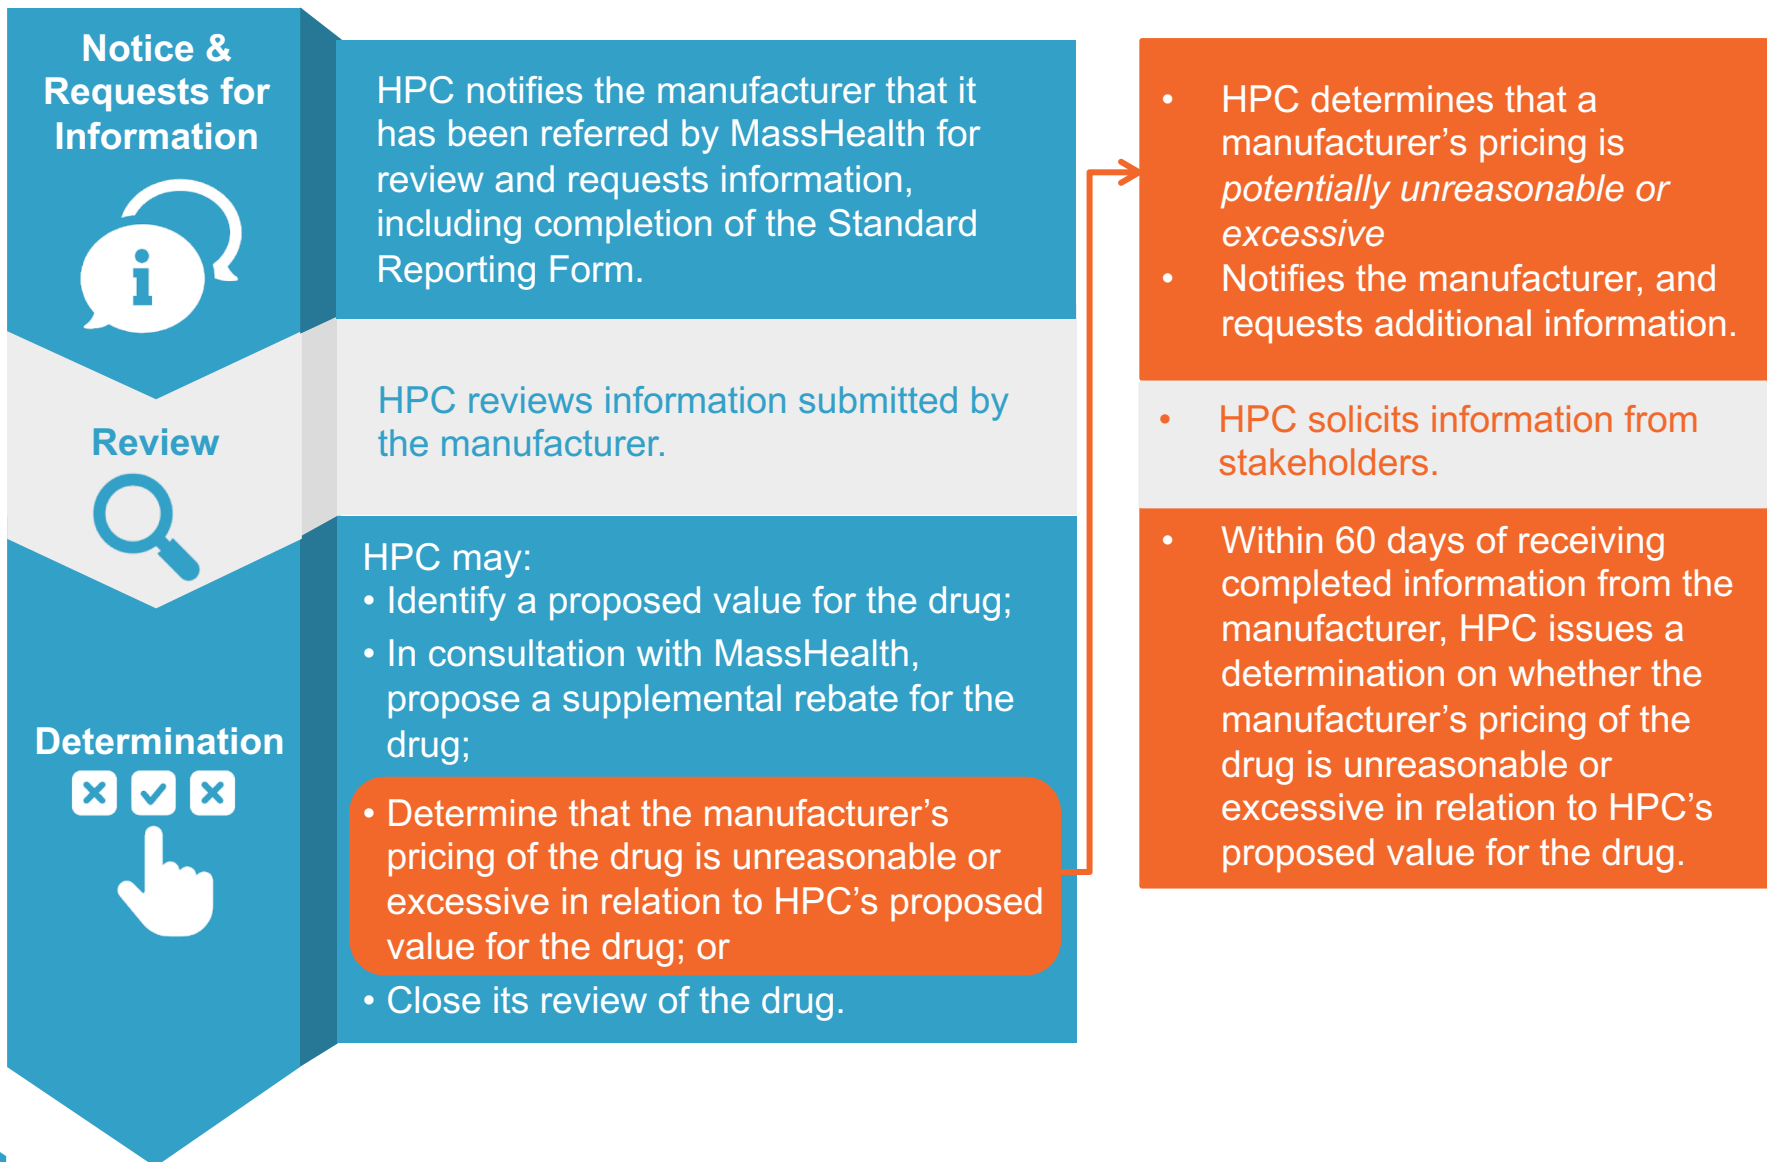 Notice &
Requests for
Information
HPC notifies the manufacturer that it
has been referred by MassHealth for
review and requests information,
including completion of the Standard
Reporting Form.
Review
HPC reviews information submitted by
the manufacturer.
Determination
HPC may:
• Identify a proposed value for the drug;
• In consultation with MassHealth,
propose a supplemental rebate for the
drug;
• Determine that the manufacturer’s
pricing of the drug is unreasonable or
excessive in relation to HPC’s proposed
value for the drug; or
• Close its review of the drug.
• HPC determines that a
manufacturer’s pricing is
potentially unreasonable or
excessive
• Notifies the manufacturer, and
requests additional information.
• HPC solicits information from
stakeholders.
• Within 60 days of receiving
completed information from the
manufacturer, HPC issues a
determination on whether the
manufacturer’s pricing of the
drug is unreasonable or
excessive in relation to HPC’s
proposed value for the drug.